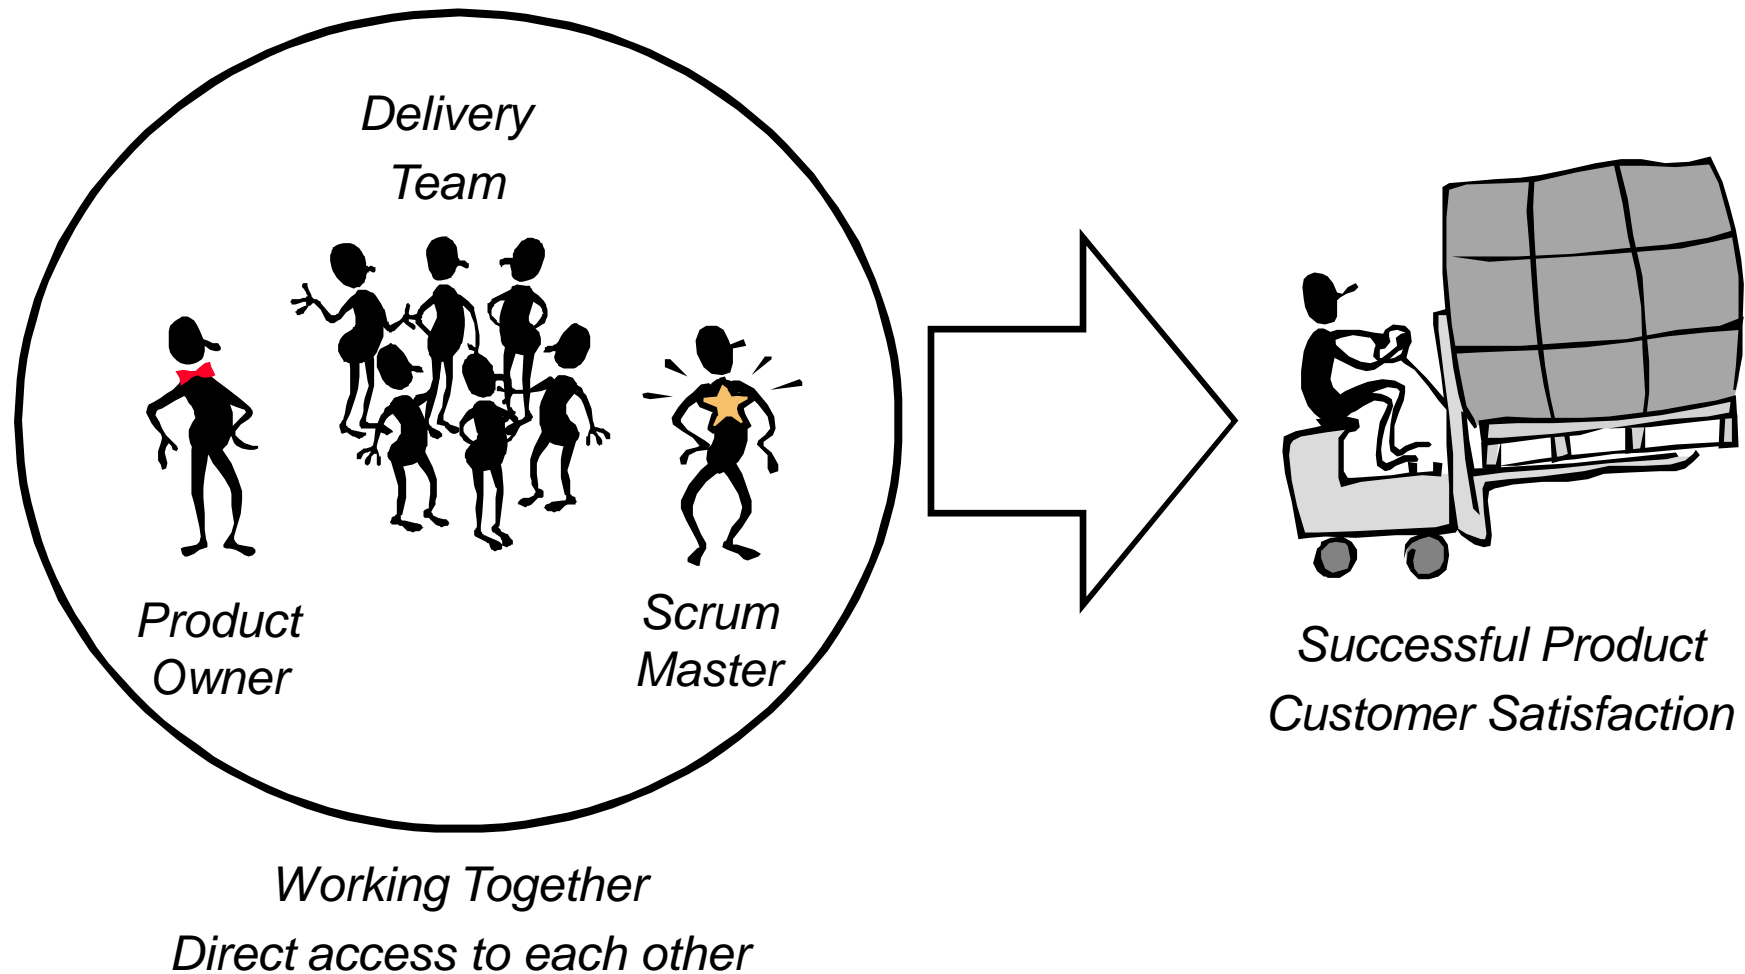 Delivery
Team
Product
Owner
Scrum
Master
Working Together
Direct access to each other
Successful Product
Customer Satisfaction